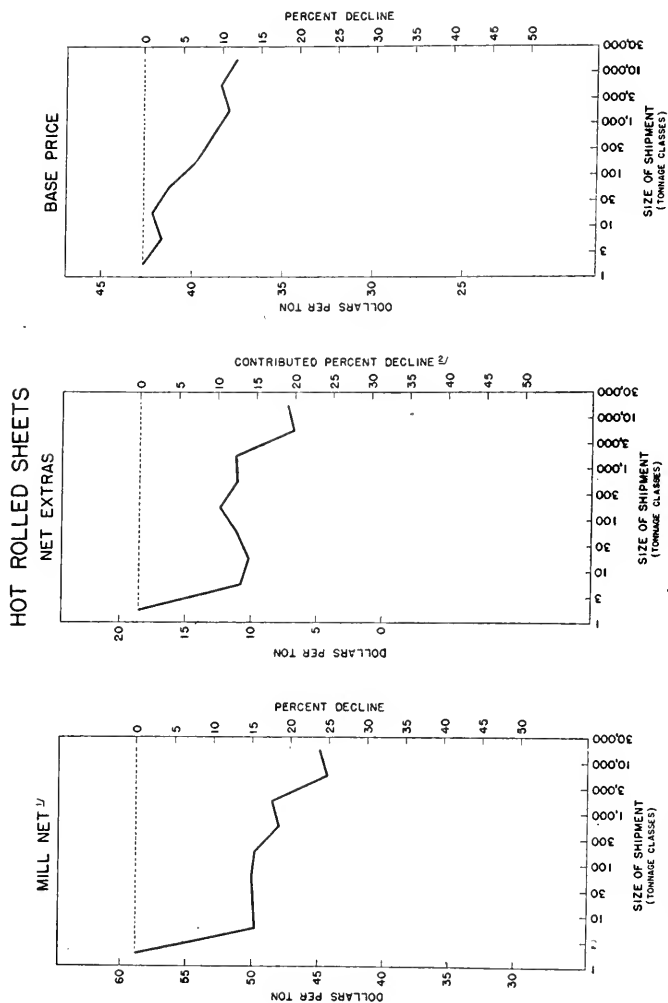 HOT ROLLED SHEETS
MILL NET 1/
DOLLARS PER TON
60
55
50
45
40
35
30
PERCENT DECLINE
0
5
10
15
20
25
30
35
40
45
50
1 10 30 100 300 1,000 3,000 10,000 30,000
SIZE OF SHIPMENT
(TONNAGE CLASSES)
NET EXTRAS
DOLLARS PER TON
20
15
10
5
0
CONTRIBUTED PERCENT DECLINE 2/
0
5
10
15
20
25
30
35
40
45
50
1 3 10 30 100 300 1,000 3,000 10,000 30,000
SIZE OF SHIPMENT
(TONNAGE CLASSES)
BASE PRICE
DOLLARS PER TON
45
40
35
30
25
PERCENT DECLINE
0
5
10
15
20
25
30
35
40
45
50
1 3 10 30 100 300 1,000 3,000 10,000 30,000
SIZE OF SHIPMENT
(TONNAGE CLASSES)